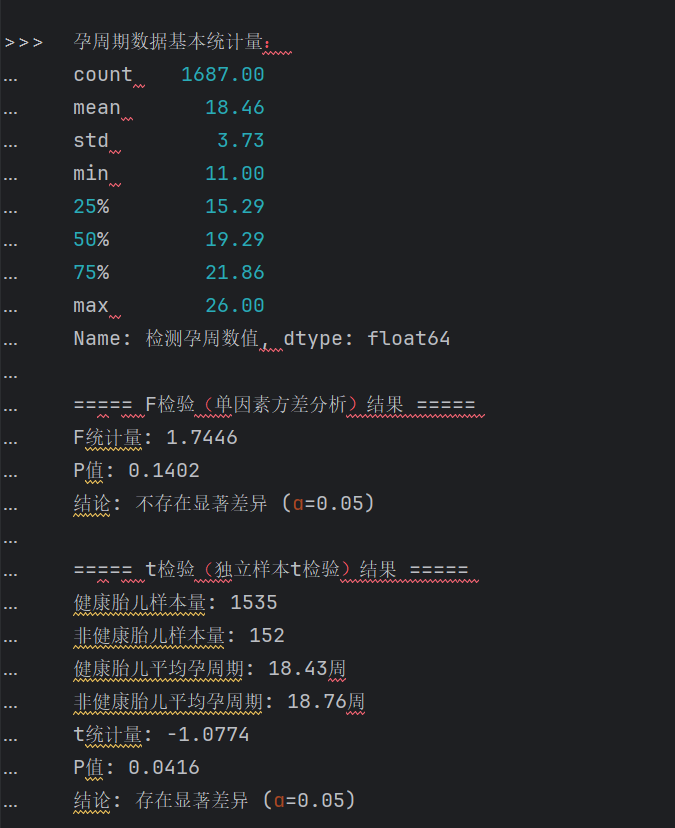 >>> 孕周期数据基本统计量：
... count 1687.00
... mean 18.46
... std 3.73
... min 11.00
... 25% 15.29
... 50% 19.29
... 75% 21.86
... max 26.00
... Name: 检测孕周数值, dtype: float64
...
... ===== F检验（单因素方差分析）结果 =====
... F统计量: 1.7446
... P值: 0.1402
... 结论: 不存在显著差异 (α=0.05)
...
... ===== t检验（独立样本t检验）结果 =====
... 健康胎儿样本量: 1535
... 非健康胎儿样本量: 152
... 健康胎儿平均孕周期: 18.43周
... 非健康胎儿平均孕周期: 18.76周
... t统计量: -1.0774
... P值: 0.0416
... 结论: 存在显著差异 (α=0.05)